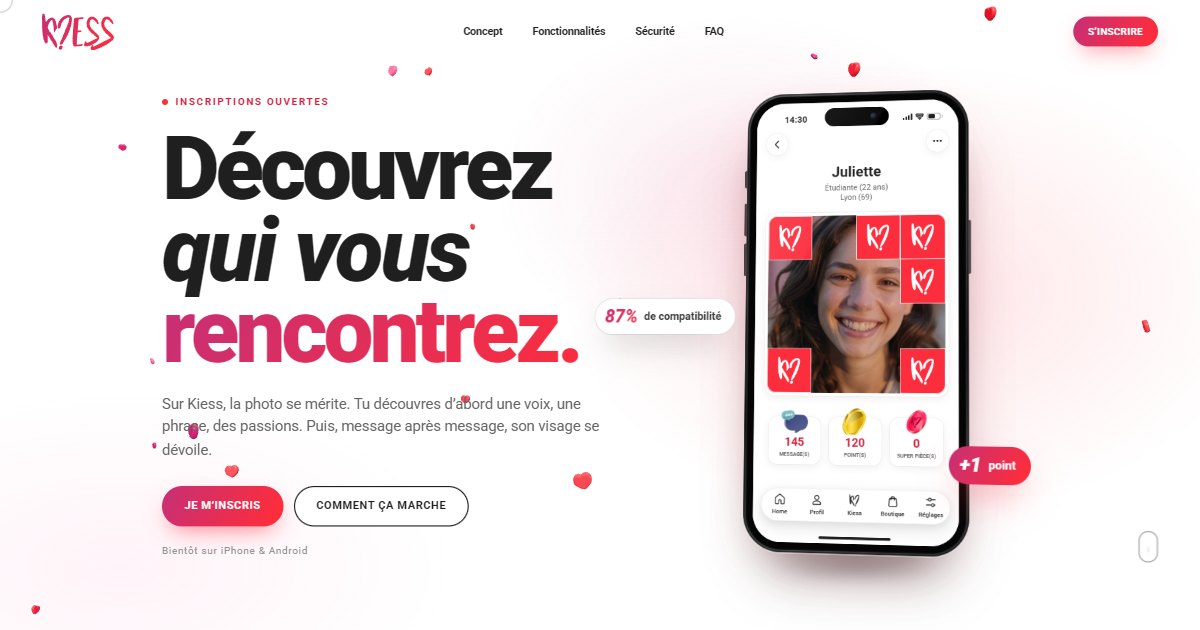 KESS
Concept
Fonctionnalités
Sécurité
FAQ
S'INSCRIRE
INSCRIPTIONS OUVERTES
Découvrez
qui vous
rencontrez.
Sur Kiess, la photo se mérite. Tu découvres d'abord une voix, une
phrase, des passions. Puis, message après message, son visage se
dévoile.
JE M'INSCRIS
COMMENT ÇA MARCHE
Bientôt sur iPhone & Android
87% de compatibilité
14:30
Juliette
Étudiante (22 ans)
Lyon (69)
145
MESSAGE(S)
120
POINT(S)
0
SUPER PIÈCE(S)
+1 point
Home
Profil
Kiess
Boutique
Réglages